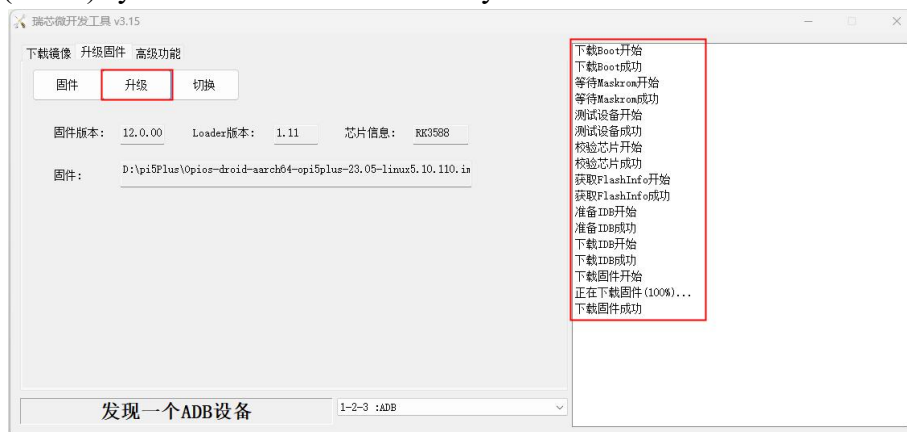 瑞芯微开发工具 v3.15
下载镜像 升级固件 高级功能
固件 升级 切换
固件版本: 12.0.00 Loader版本: 1.11 芯片信息: RK3588
固件: D:\pi5Plus\Opios-droid-aarch64-opi5plus-23.05-linux5.10.110.im
发现一个ADB设备 1-2-3 :ADB
下载Boot开始
下载Boot成功
等待Maskrom开始
等待Maskrom成功
测试设备开始
测试设备成功
校验芯片开始
校验芯片成功
获取FlashInfo开始
获取FlashInfo成功
准备IDB开始
准备IDB成功
下载IDB开始
下载IDB成功
下载固件开始
正在下载固件(100%)...
下载固件成功